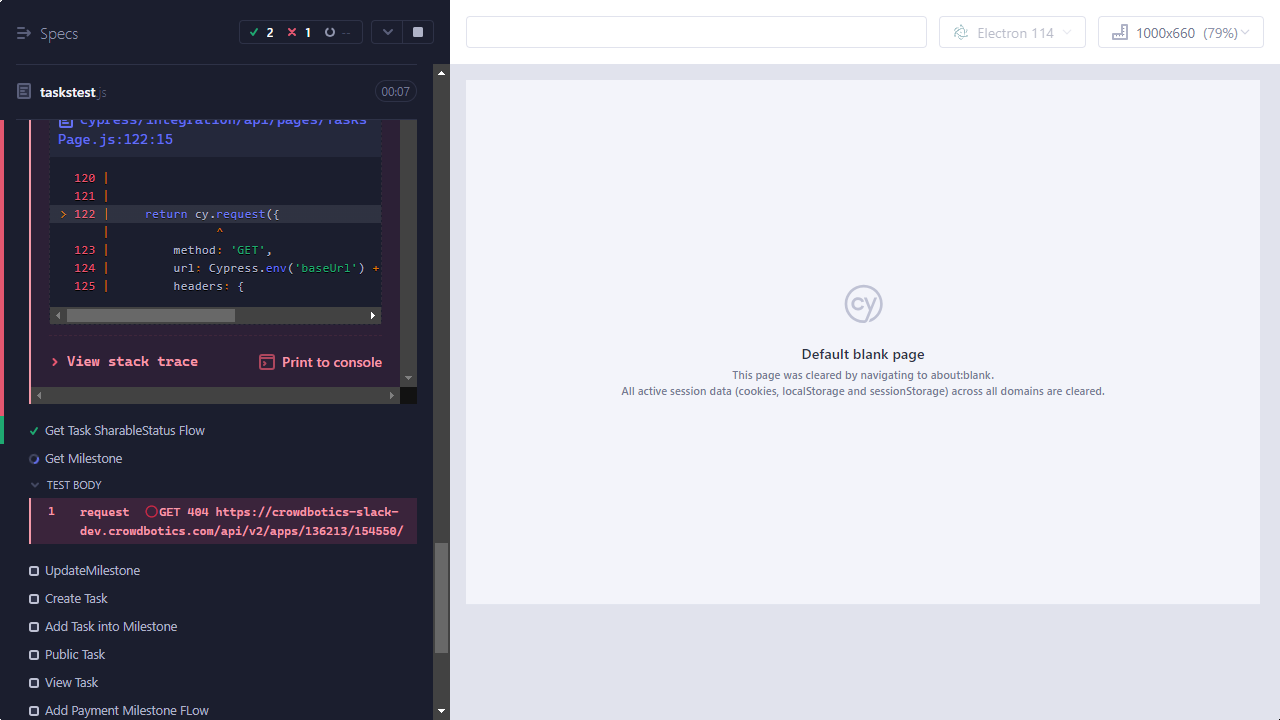 Specs
2
1
--
Electron 114
1000x660 (79%)
taskstest.js
00:07
cypress/integration/api/pages/Tasks
Page.js:122:15
120 |
121 |
> 122 |     return cy.request({
|               ^
123 |         method: 'GET',
124 |         url: Cypress.env('baseUrl') +
125 |         headers: {
View stack trace
Print to console
Get Task SharableStatus Flow
Get Milestone
TEST BODY
1 request GET 404 https://crowdbotics-slack-
dev.crowdbotics.com/api/v2/apps/136213/154550/
UpdateMilestone
Create Task
Add Task into Milestone
Public Task
View Task
Add Payment Milestone FLow
cy
Default blank page
This page was cleared by navigating to about:blank.
All active session data (cookies, localStorage and sessionStorage) across all domains are cleared.